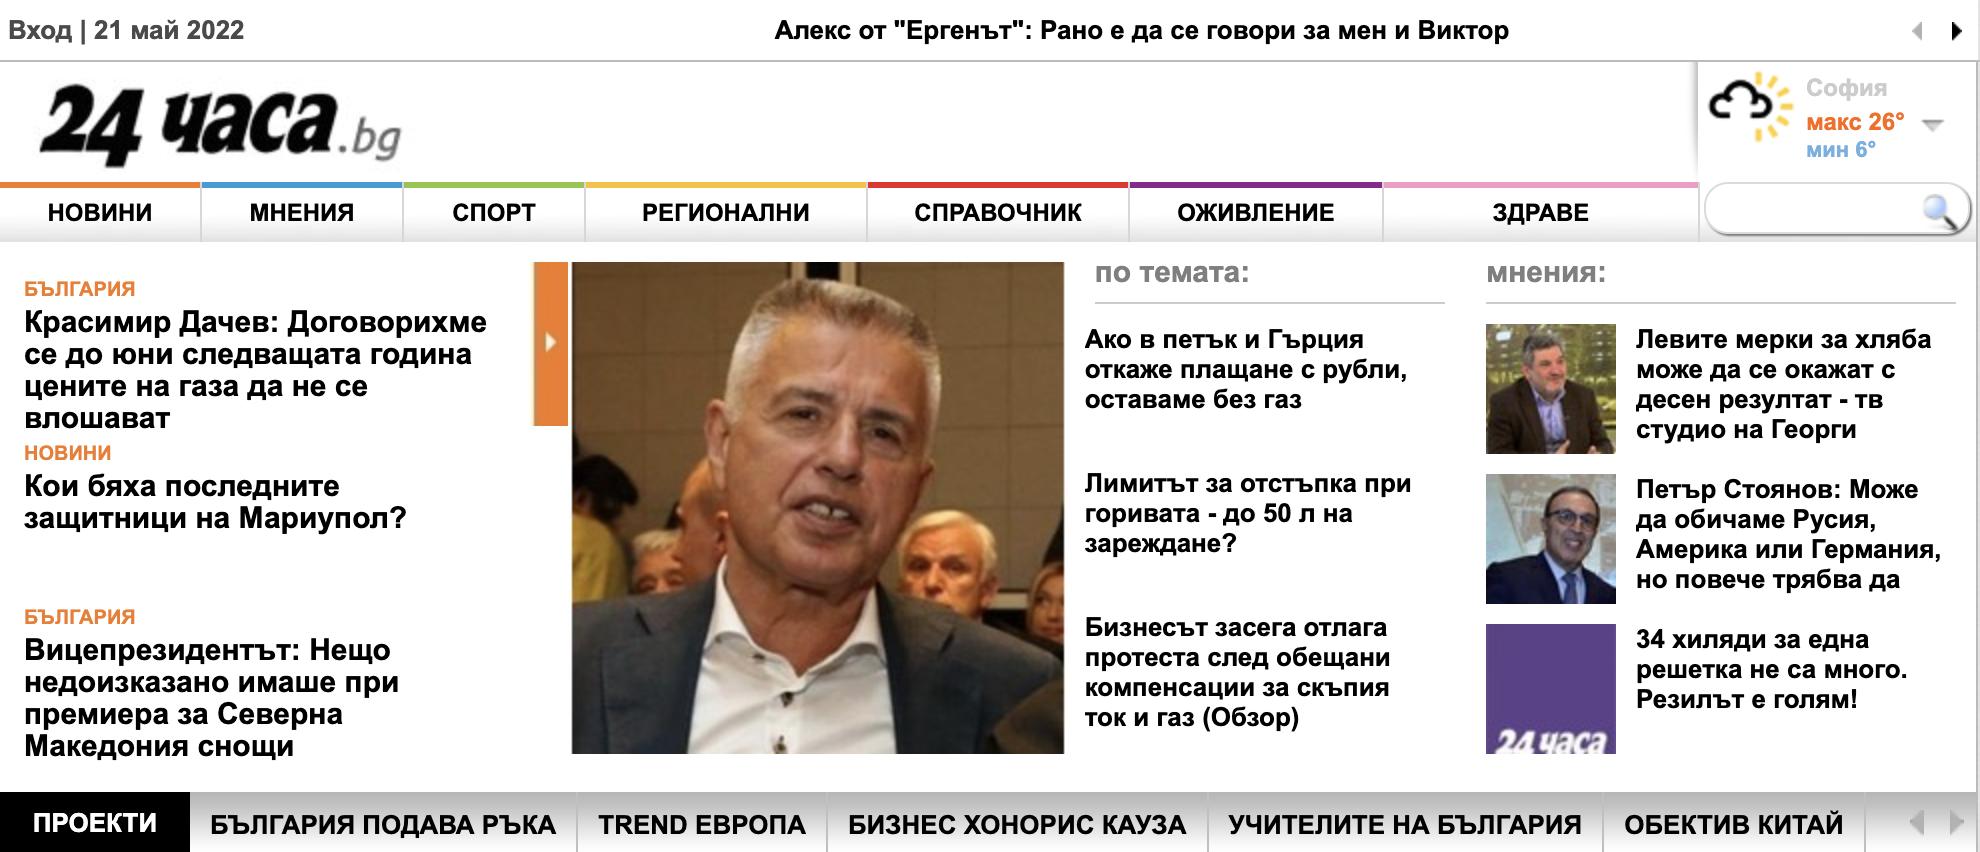 Вход | 21 май 2022
Алекс от "Ергенът": Рано е да се говори за мен и Виктор
24 часа.bg
София
макс 26°
мин 6°
НОВИНИ
МНЕНИЯ
СПОРТ
РЕГИОНАЛНИ
СПРАВОЧНИК
ОЖИВЛЕНИЕ
ЗДРАВЕ
БЪЛГАРИЯ
Красимир Дачев: Договорихме
се до юни следващата година
цените на газа да не се
влошават
НОВИНИ
Кои бяха последните
защитници на Мариупол?
БЪЛГАРИЯ
Вицепрезидентът: Нещо
недоизказано имаше при
премиера за Северна
Македония снощи
по темата:
Ако в петък и Гърция
откаже плащане с рубли,
оставаме без газ
Лимитът за отстъпка при
горивата - до 50 л на
зареждане?
Бизнесът засега отлага
протеста след обещани
компенсации за скъпия
ток и газ (Обзор)
мнения:
Левите мерки за хляба
може да се окажат с
десен резултат - тв
студио на Георги
Петър Стоянов: Може
да обичаме Русия,
Америка или Германия,
но повече трябва да
34 хиляди за една
решетка не са много.
Резилът е голям!
24 часа
ПРОЕКТИ
БЪЛГАРИЯ ПОДАВА РЪКА
TREND ЕВРОПА
БИЗНЕС ХОНОРИС КАУЗА
УЧИТЕЛИТЕ НА БЪЛГАРИЯ
ОБЕКТИВ КИТАЙ